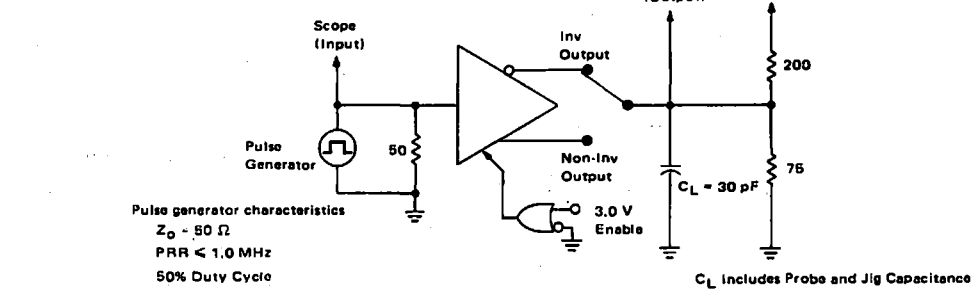 Scope
(Input)
Inv
Output
200
Pulse
Generator
50
Non-Inv
Output
75
C_L = 30 pF
3.0 V
Enable
Pulse generator characteristics
Z_o = 50 Ω
PRR ≤ 1.0 MHz
50% Duty Cycle
C_L Includes Probe and Jig Capacitance